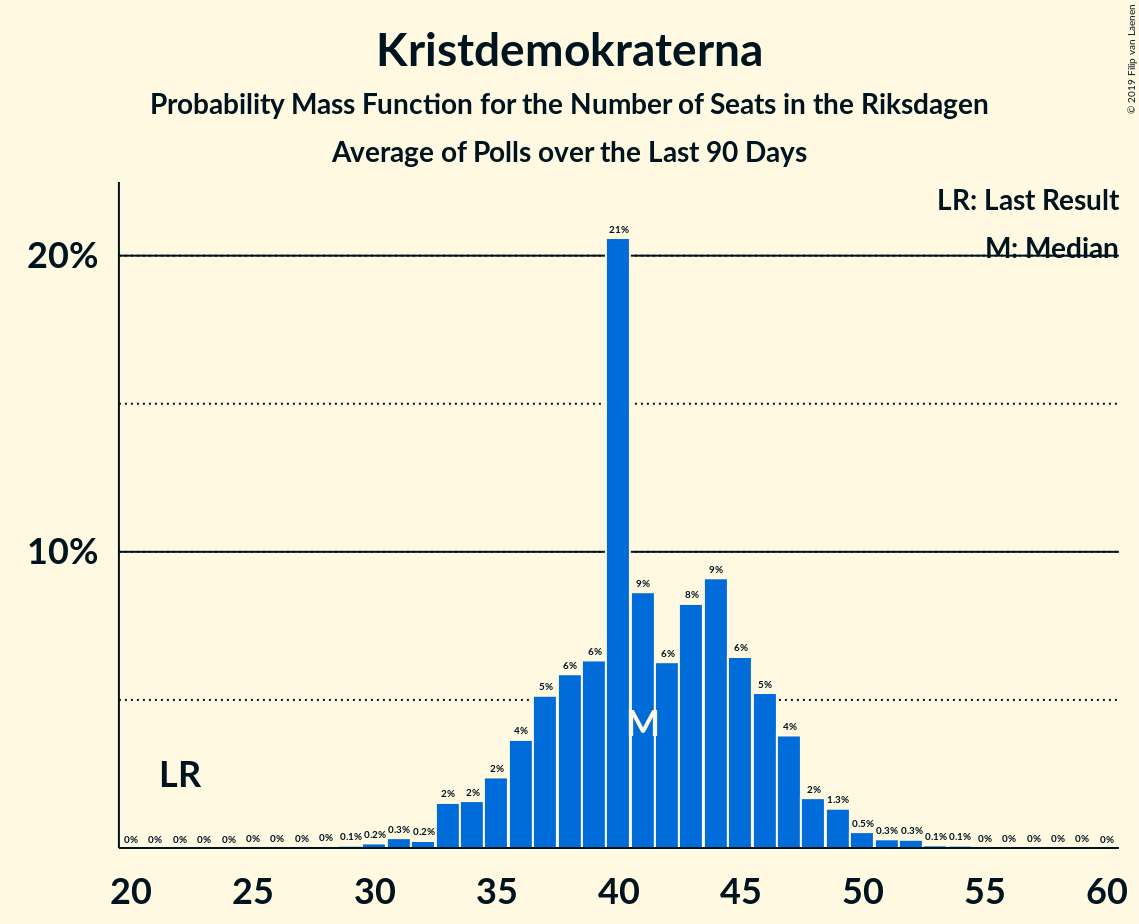 Kristdemokraterna
Probability Mass Function for the Number of Seats in the Riksdagen
Average of Polls over the Last 90 Days
© 2019 Filip van Laenen
LR: Last Result
M: Median
20%
10%
0% 0% 0% 0% 0% 0% 0% 0% 0% 0.1% 0.2% 0.3% 0.2% 2% 2% 2% 4% 5% 6% 6% 21% 9% 6% 8% 9% 6% 5% 4% 2% 1.3% 0.5% 0.3% 0.3% 0.1% 0.1% 0% 0% 0% 0% 0% 0%
M
LR
20 25 30 35 40 45 50 55 60